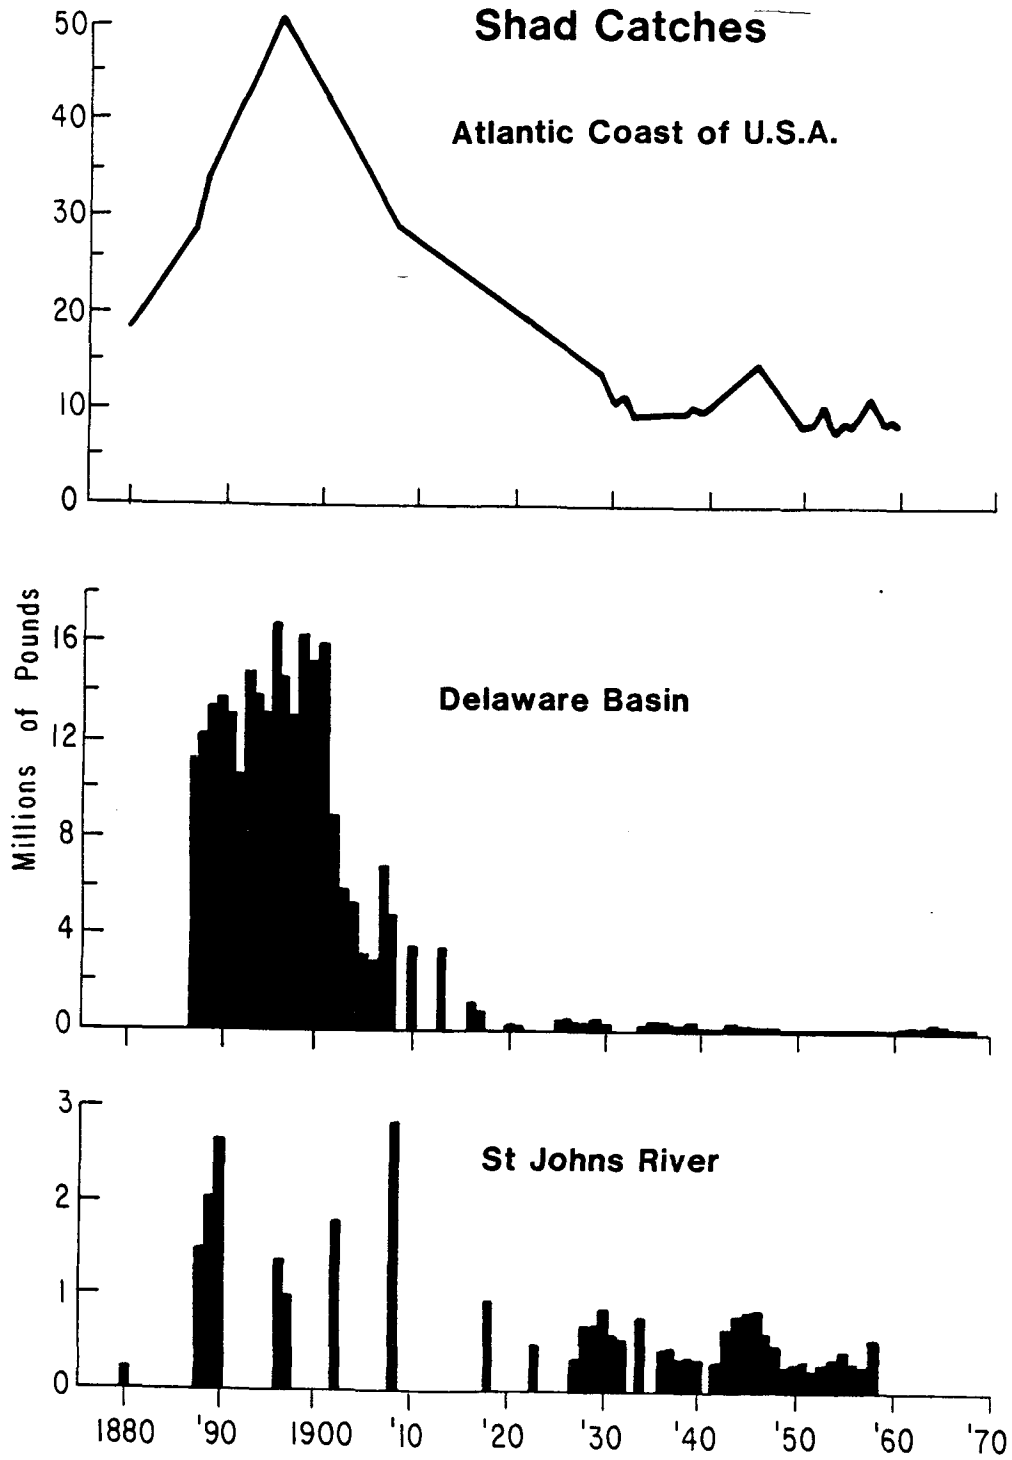 Shad Catches
Atlantic Coast of U.S.A.
50
40
30
20
10
0
Millions of Pounds
Delaware Basin
16
12
8
4
0
St Johns River
3
2
1
0
1880 '90 1900 '10 '20 '30 '40 '50 '60 '70